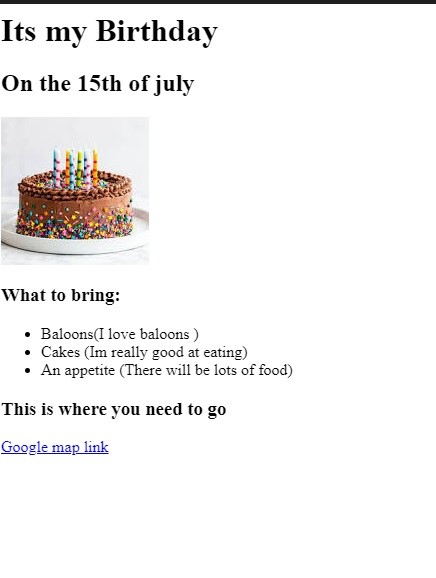 Its my Birthday
On the 15th of july
What to bring:
Baloons(I love baloons )
Cakes (Im really good at eating)
An appetite (There will be lots of food)
This is where you need to go
Google map link